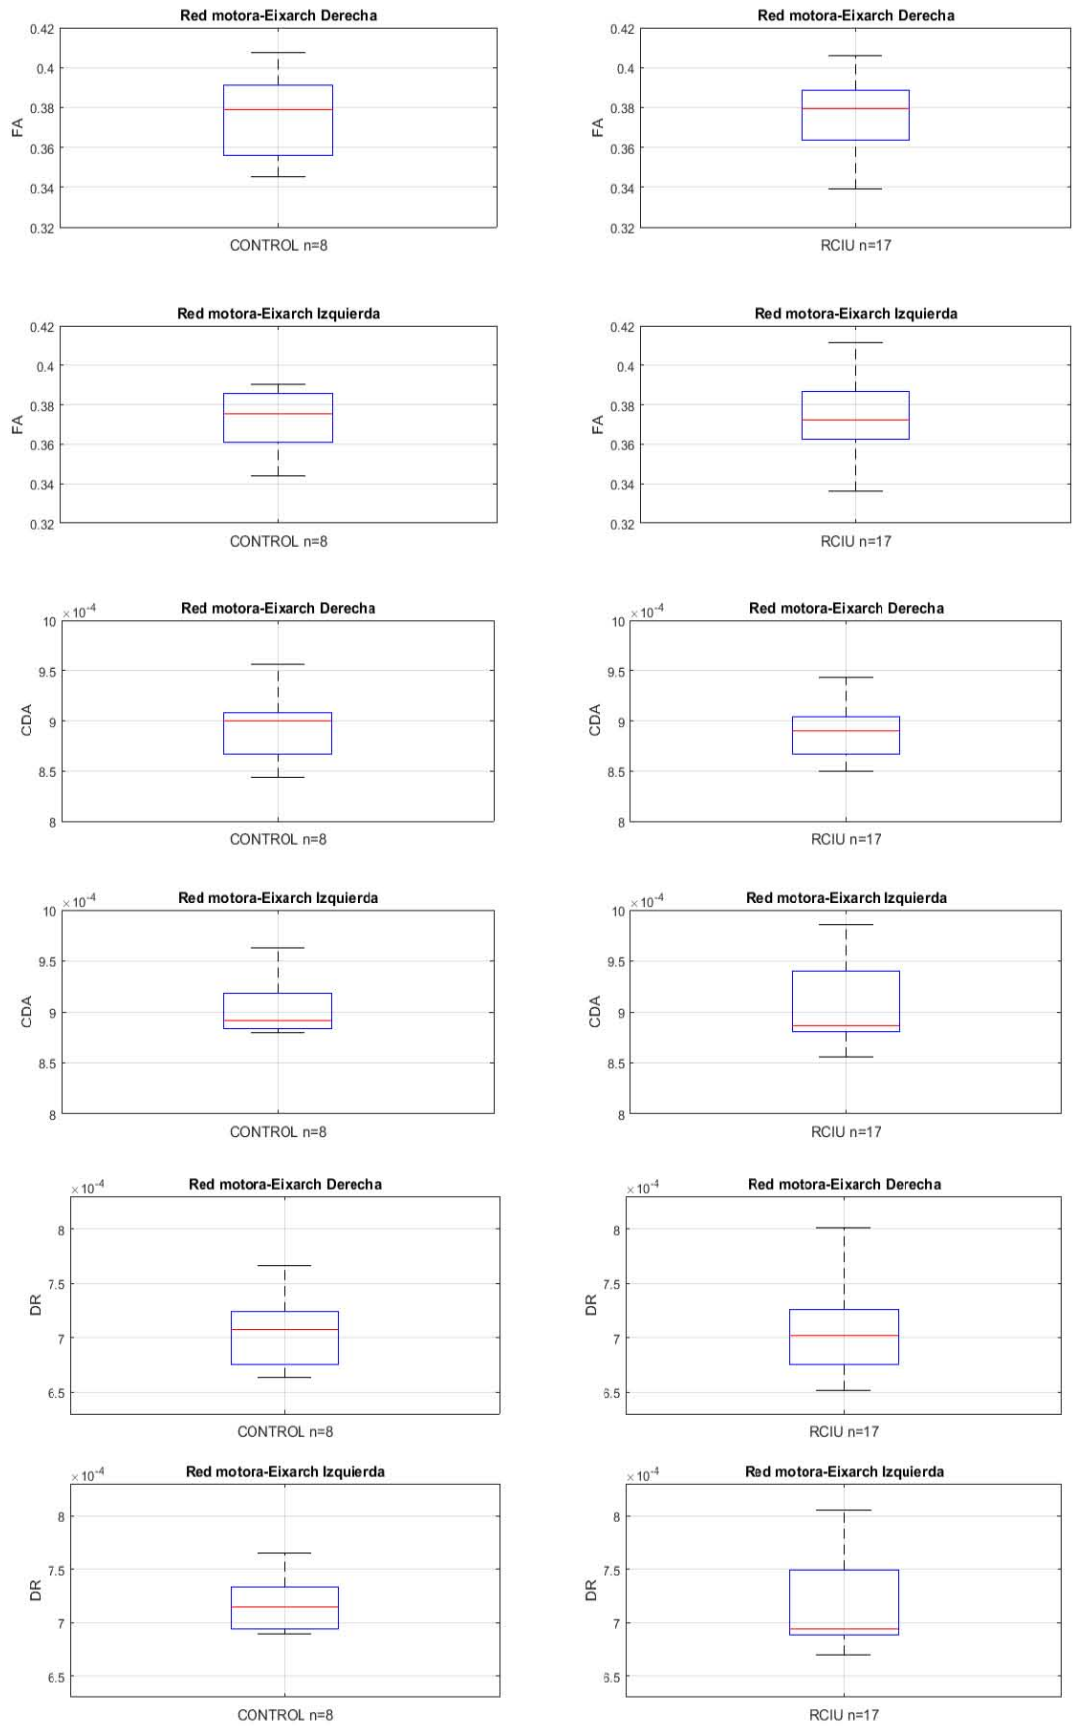 Red motora-Eixarch Derecha
0.42
0.4
0.38
0.36
0.34
0.32
FA
CONTROL n=8
Red motora-Eixarch Derecha
0.42
0.4
0.38
0.36
0.34
0.32
FA
RCIU n=17
Red motora-Eixarch Izquierda
0.42
0.4
0.38
0.36
0.34
0.32
FA
CONTROL n=8
Red motora-Eixarch Izquierda
0.42
0.4
0.38
0.36
0.34
0.32
FA
RCIU n=17
Red motora-Eixarch Derecha
×10⁻⁴
10
9.5
9
8.5
8
CDA
CONTROL n=8
Red motora-Eixarch Derecha
×10⁻⁴
10
9.5
9
8.5
8
CDA
RCIU n=17
Red motora-Eixarch Izquierda
×10⁻⁴
10
9.5
9
8.5
8
CDA
CONTROL n=8
Red motora-Eixarch Izquierda
×10⁻⁴
10
9.5
9
8.5
8
CDA
RCIU n=17
Red motora-Eixarch Derecha
×10⁻⁴
8
7.5
7
6.5
DR
CONTROL n=8
Red motora-Eixarch Derecha
×10⁻⁴
8
7.5
7
6.5
DR
RCIU n=17
Red motora-Eixarch Izquierda
×10⁻⁴
8
7.5
7
6.5
DR
CONTROL n=8
Red motora-Eixarch Izquierda
×10⁻⁴
8
7.5
7
6.5
DR
RCIU n=17